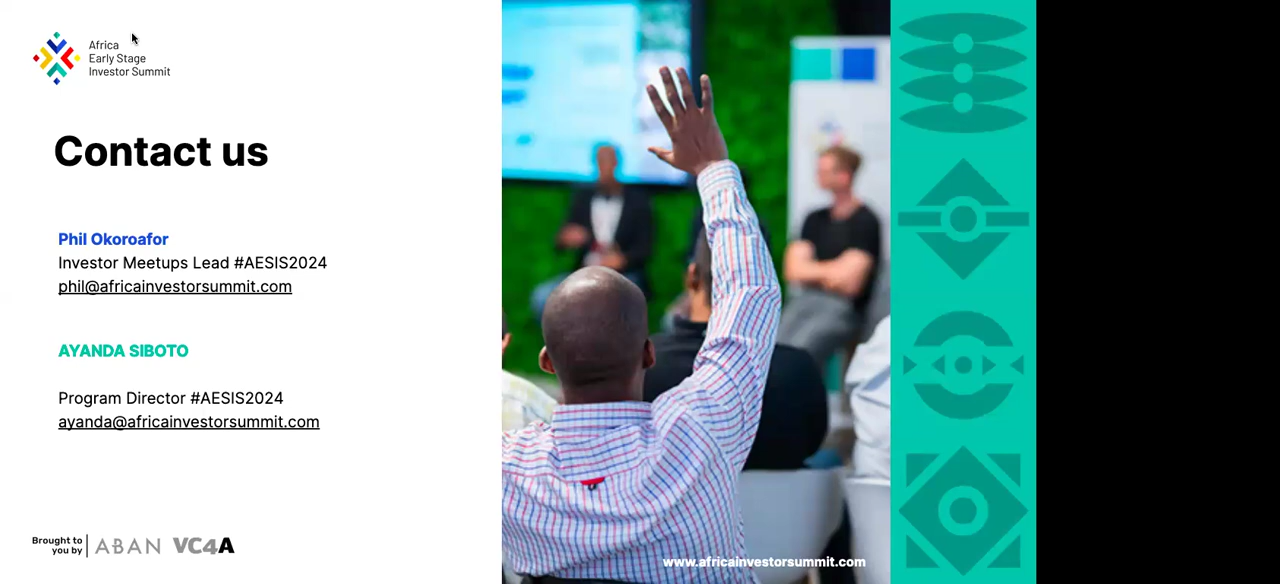 Africa
Early Stage
Investor Summit
Contact us
Phil Okoroafor
Investor Meetups Lead #AESIS2024
phil@africainvestorsummit.com
AYANDA SIBOTO
Program Director #AESIS2024
ayanda@africainvestorsummit.com
Brought to
you by
ABAN VC4A
www.africainvestorsummit.com